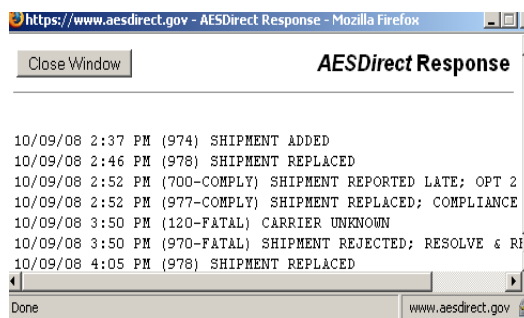 https://www.aesdirect.gov - AESDirect Response - Mozilla Firefox
Close Window
AESDirect Response
10/09/08 2:37 PM (974) SHIPMENT ADDED
10/09/08 2:46 PM (978) SHIPMENT REPLACED
10/09/08 2:52 PM (700-COMPLY) SHIPMENT REPORTED LATE; OPT 2
10/09/08 2:52 PM (977-COMPLY) SHIPMENT REPLACED; COMPLIANCE
10/09/08 3:50 PM (120-FATAL) CARRIER UNKNOWN
10/09/08 3:50 PM (970-FATAL) SHIPMENT REJECTED; RESOLVE &
10/09/08 4:05 PM (978) SHIPMENT REPLACED
Done
www.aesdirect.gov